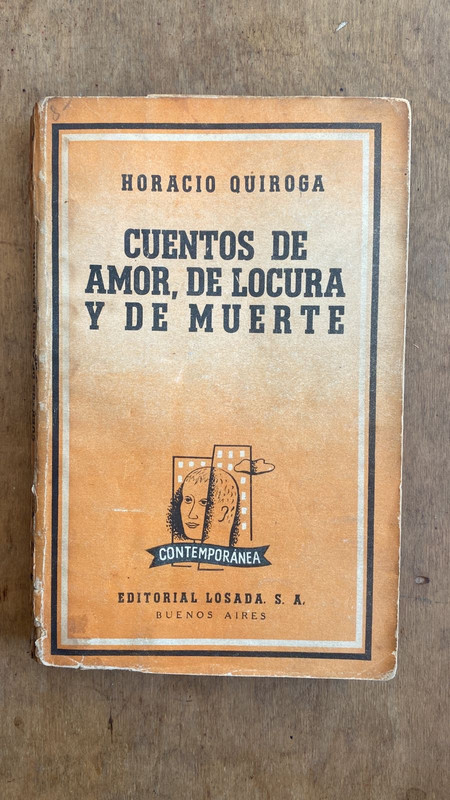 HORACIO QUIROGA
CUENTOS DE
AMOR, DE LOCURA
Y DE MUERTE
CONTEMPORÁNEA
EDITORIAL LOSADA. S. A.
BUENOS AIRES